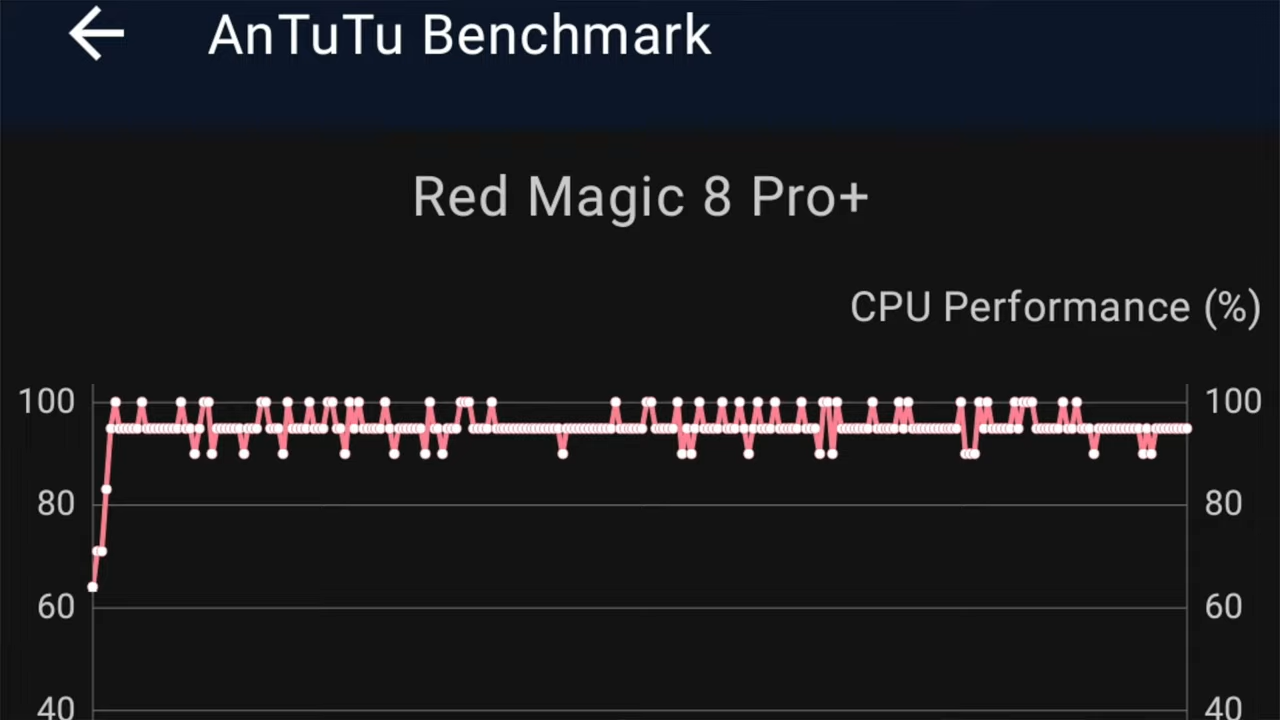 AnTuTu Benchmark
Red Magic 8 Pro+
CPU Performance (%)
100 100
80 80
60 60
40 40